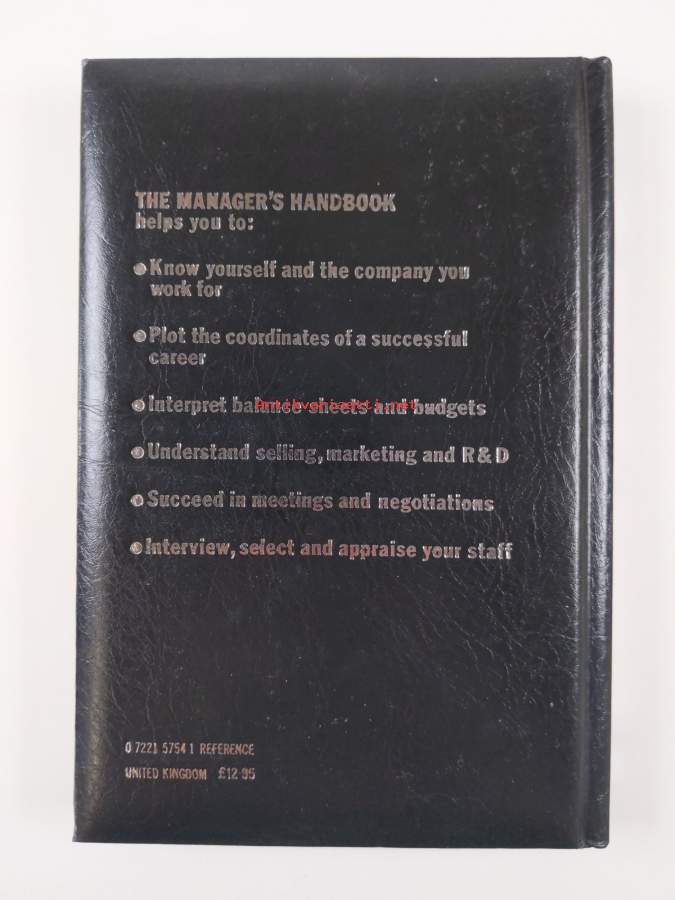 THE MANAGER'S HANDBOOK
helps you to:
Know yourself and the company you
work for
Plot the coordinates of a successful
career
Interpret balance sheets and budgets
antikvariaatti.net
Understand selling, marketing and R & D
Succeed in meetings and negotiations
Interview, select and appraise your staff
0 7221 5754 1 REFERENCE
UNITED KINGDOM £12·95